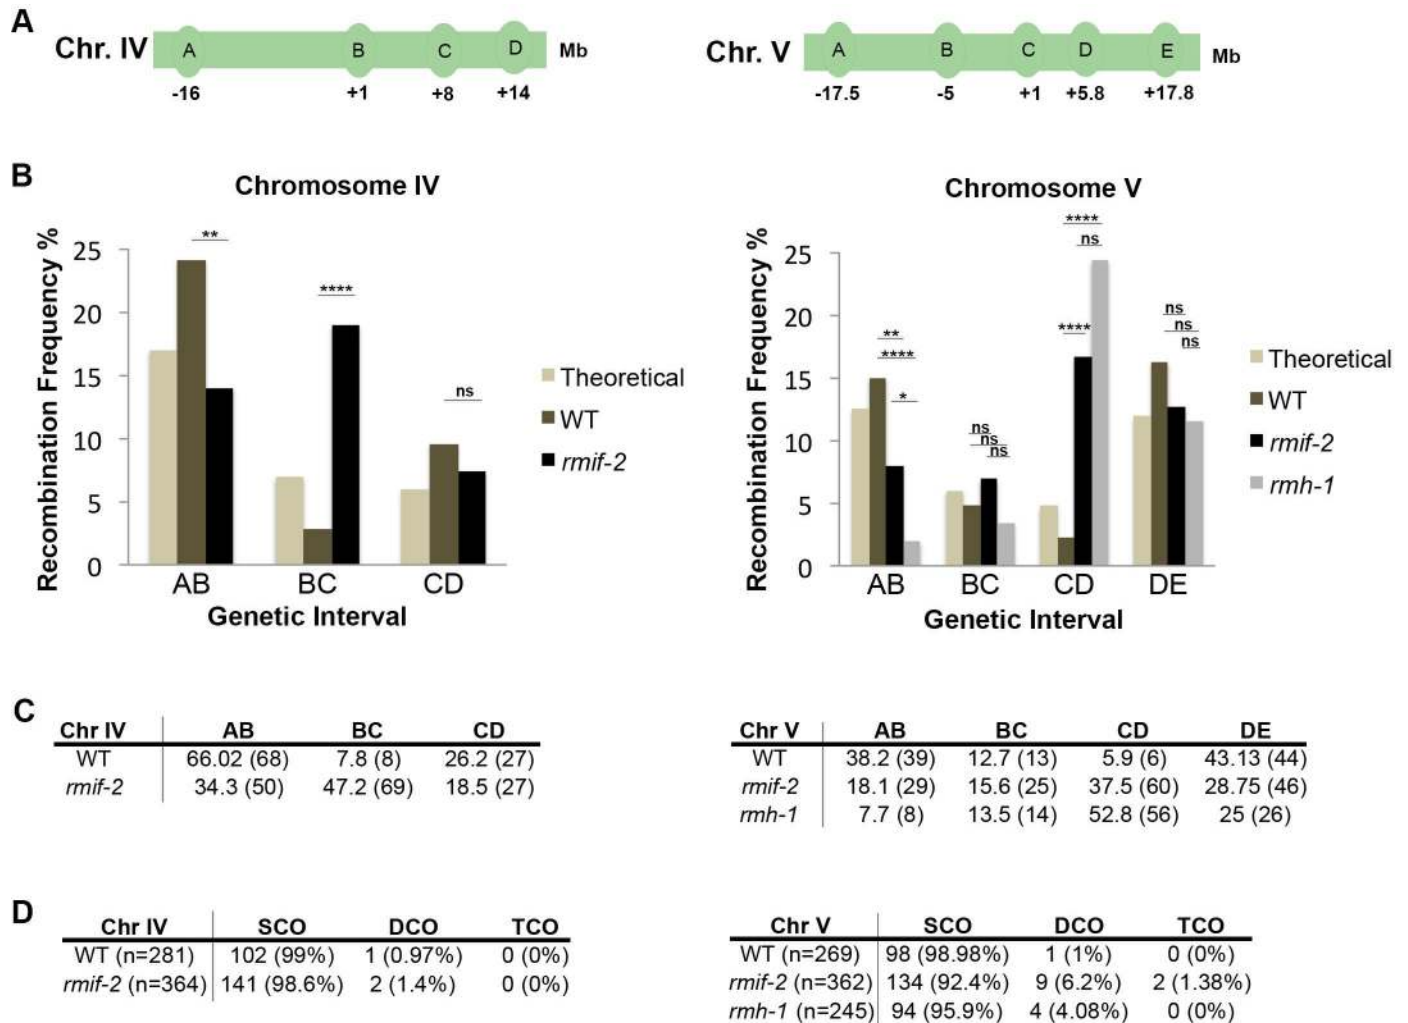 A
Chr. IV A B C D Mb
-16 +1 +8 +14
Chr. V A B C D E Mb
-17.5 -5 +1 +5.8 +17.8
B
Chromosome IV
Recombination Frequency %
25
20
15
10
5
0
**
****
ns
AB BC CD
Genetic Interval
Theoretical
WT
rmif-2
Chromosome V
Recombination Frequency %
25
20
15
10
5
0
**
****
*
ns
ns
ns
****
ns
****
ns
ns
ns
AB BC CD DE
Genetic Interval
Theoretical
WT
rmif-2
rmh-1
C
Chr IV AB BC CD
WT 66.02 (68) 7.8 (8) 26.2 (27)
rmif-2 34.3 (50) 47.2 (69) 18.5 (27)
Chr V AB BC CD DE
WT 38.2 (39) 12.7 (13) 5.9 (6) 43.13 (44)
rmif-2 18.1 (29) 15.6 (25) 37.5 (60) 28.75 (46)
rmh-1 7.7 (8) 13.5 (14) 52.8 (56) 25 (26)
D
Chr IV SCO DCO TCO
WT (n=281) 102 (99%) 1 (0.97%) 0 (0%)
rmif-2 (n=364) 141 (98.6%) 2 (1.4%) 0 (0%)
Chr V SCO DCO TCO
WT (n=269) 98 (98.98%) 1 (1%) 0 (0%)
rmif-2 (n=362) 134 (92.4%) 9 (6.2%) 2 (1.38%)
rmh-1 (n=245) 94 (95.9%) 4 (4.08%) 0 (0%)